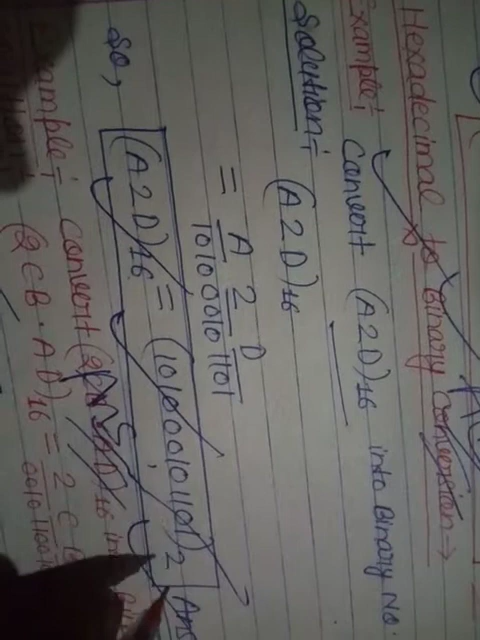 Hexadecimal to Binary conversion →
Example:- Convert (A2D)16 into Binary No.
Solution:- (A2D)16
= A 2 D
1010 0010 1101
So, (A2D)16 = (101000101101)2 Ans
Example:- Convert
(2CB.AD)16 = 2 C B
0010 1100